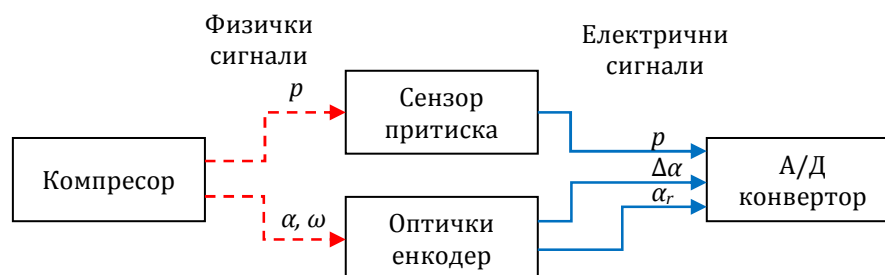 Физички
сигнали
p
Сензор
притиска
Електрични
сигнали
Компресор
p
Δα
α_r
А/Д
конвертор
α, ω
Оптички
енкодер